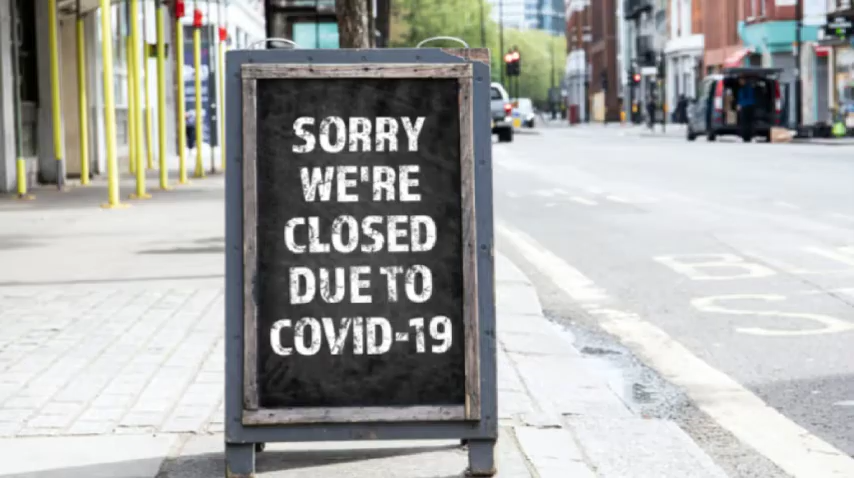 SORRY
WE'RE
CLOSED
DUE TO
COVID-19